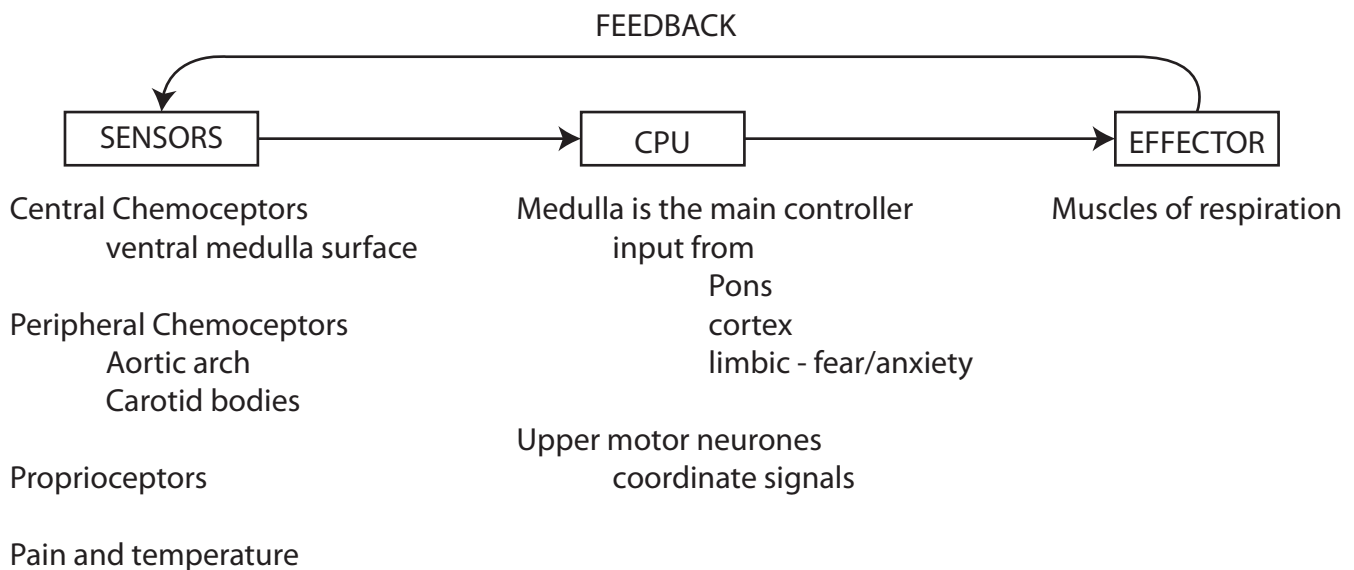 FEEDBACK
SENSORS
CPU
EFFECTOR
Central Chemoceptors
ventral medulla surface
Peripheral Chemoceptors
Aortic arch
Carotid bodies
Proprioceptors
Pain and temperature
Medulla is the main controller
input from
Pons
cortex
limbic - fear/anxiety
Upper motor neurones
coordinate signals
Muscles of respiration